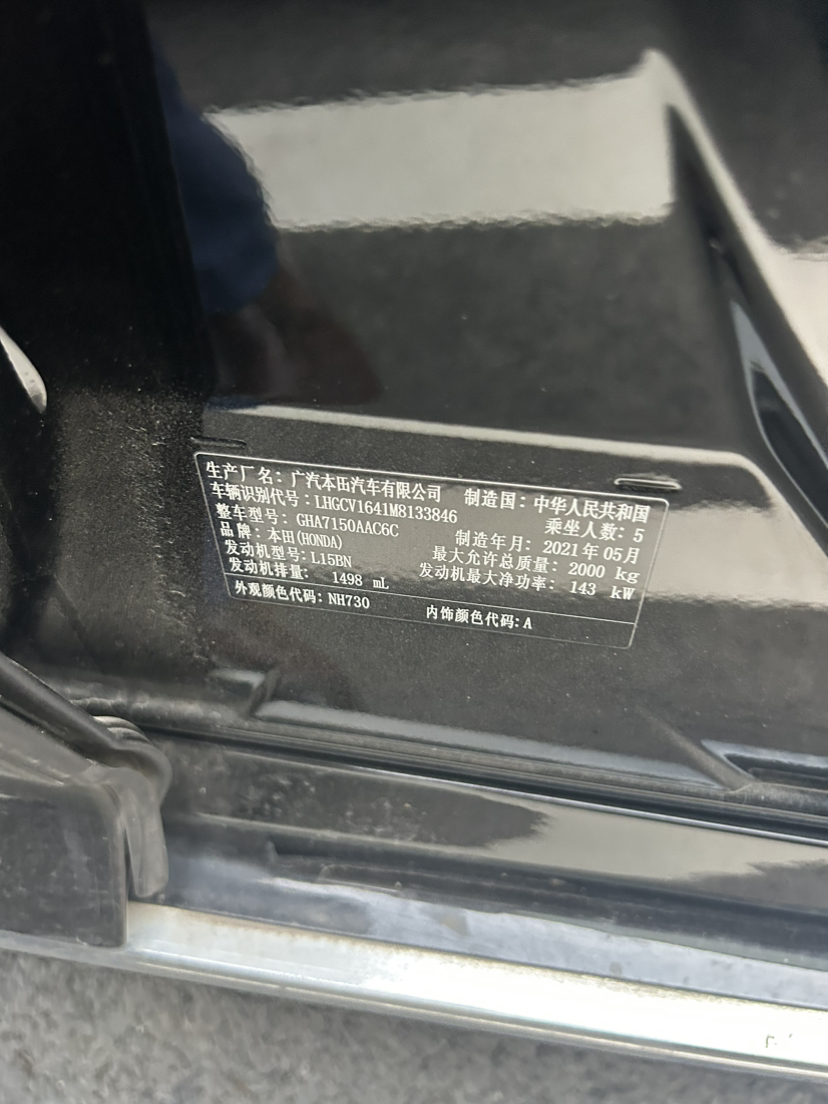 生产厂名：广汽本田汽车有限公司 制造国：中华人民共和国
车辆识别代号：LHGCV1641M8133846 乘坐人数：5
整车型号：GHA7150AAC6C 制造年月：2021年05月
品牌：本田(HONDA) 最大允许总质量：2000 kg
发动机型号：L15BN 发动机最大净功率：143 kW
发动机排量： 1498 mL
外观颜色代码：NH730 内饰颜色代码：A